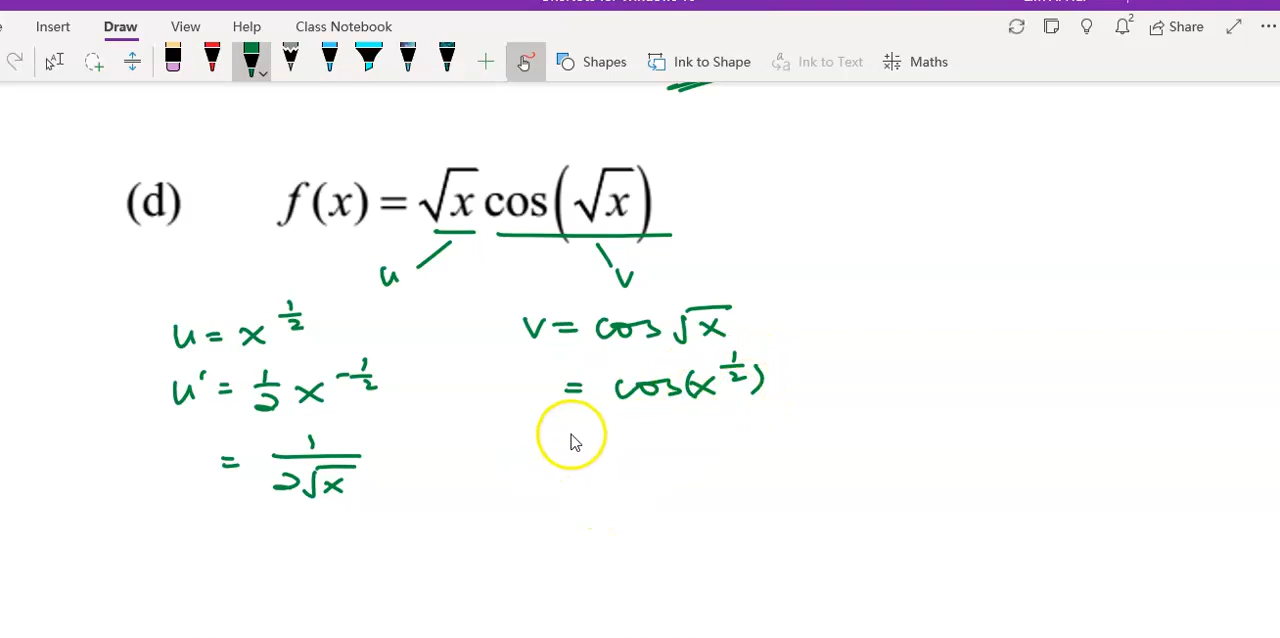 Insert Draw View Help Class Notebook 2 Share
Shapes Ink to Shape Ink to Text Maths
(d) f(x) = √x cos(√x)
u v
u = x^{1/2} v = cos √x
u' = 1/2 x^{-1/2} = cos(x^{1/2})
= 1/(2√x)